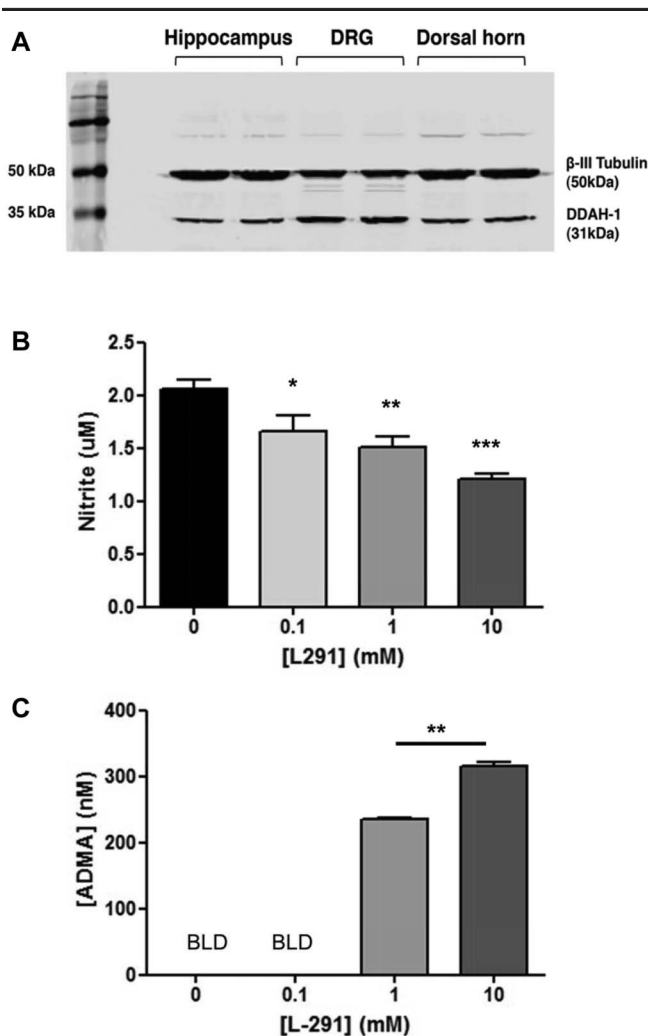 A
Hippocampus DRG Dorsal horn
50 kDa
35 kDa
β-III Tubulin
(50kDa)
DDAH-1
(31kDa)
B
Nitrite (uM)
2.5
2.0
1.5
1.0
0.5
0.0
*
**
***
0 0.1 1 10
[L291] (mM)
C
[ADMA] (nM)
400
300
200
100
0
**
BLD BLD
0 0.1 1 10
[L-291] (mM)